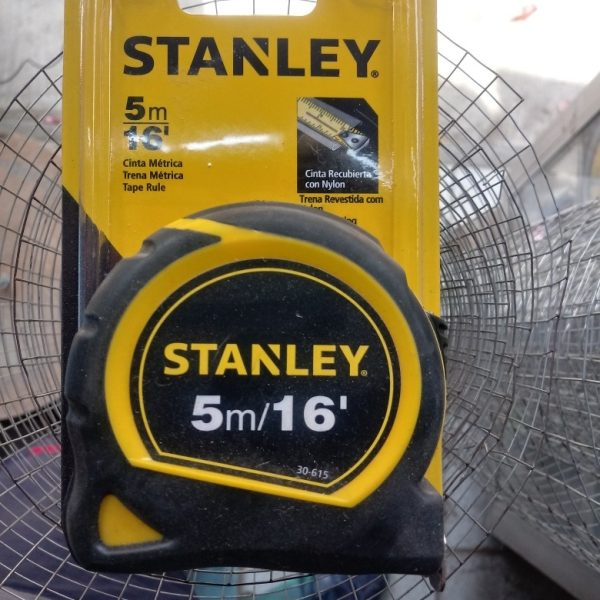 STANLEY®
5m
16'
Cinta Métrica
Trena Métrica
Tape Rule
Cinta Recubierta
con Nylon
Trena Revestida com
STANLEY®
5m/16'
30-615